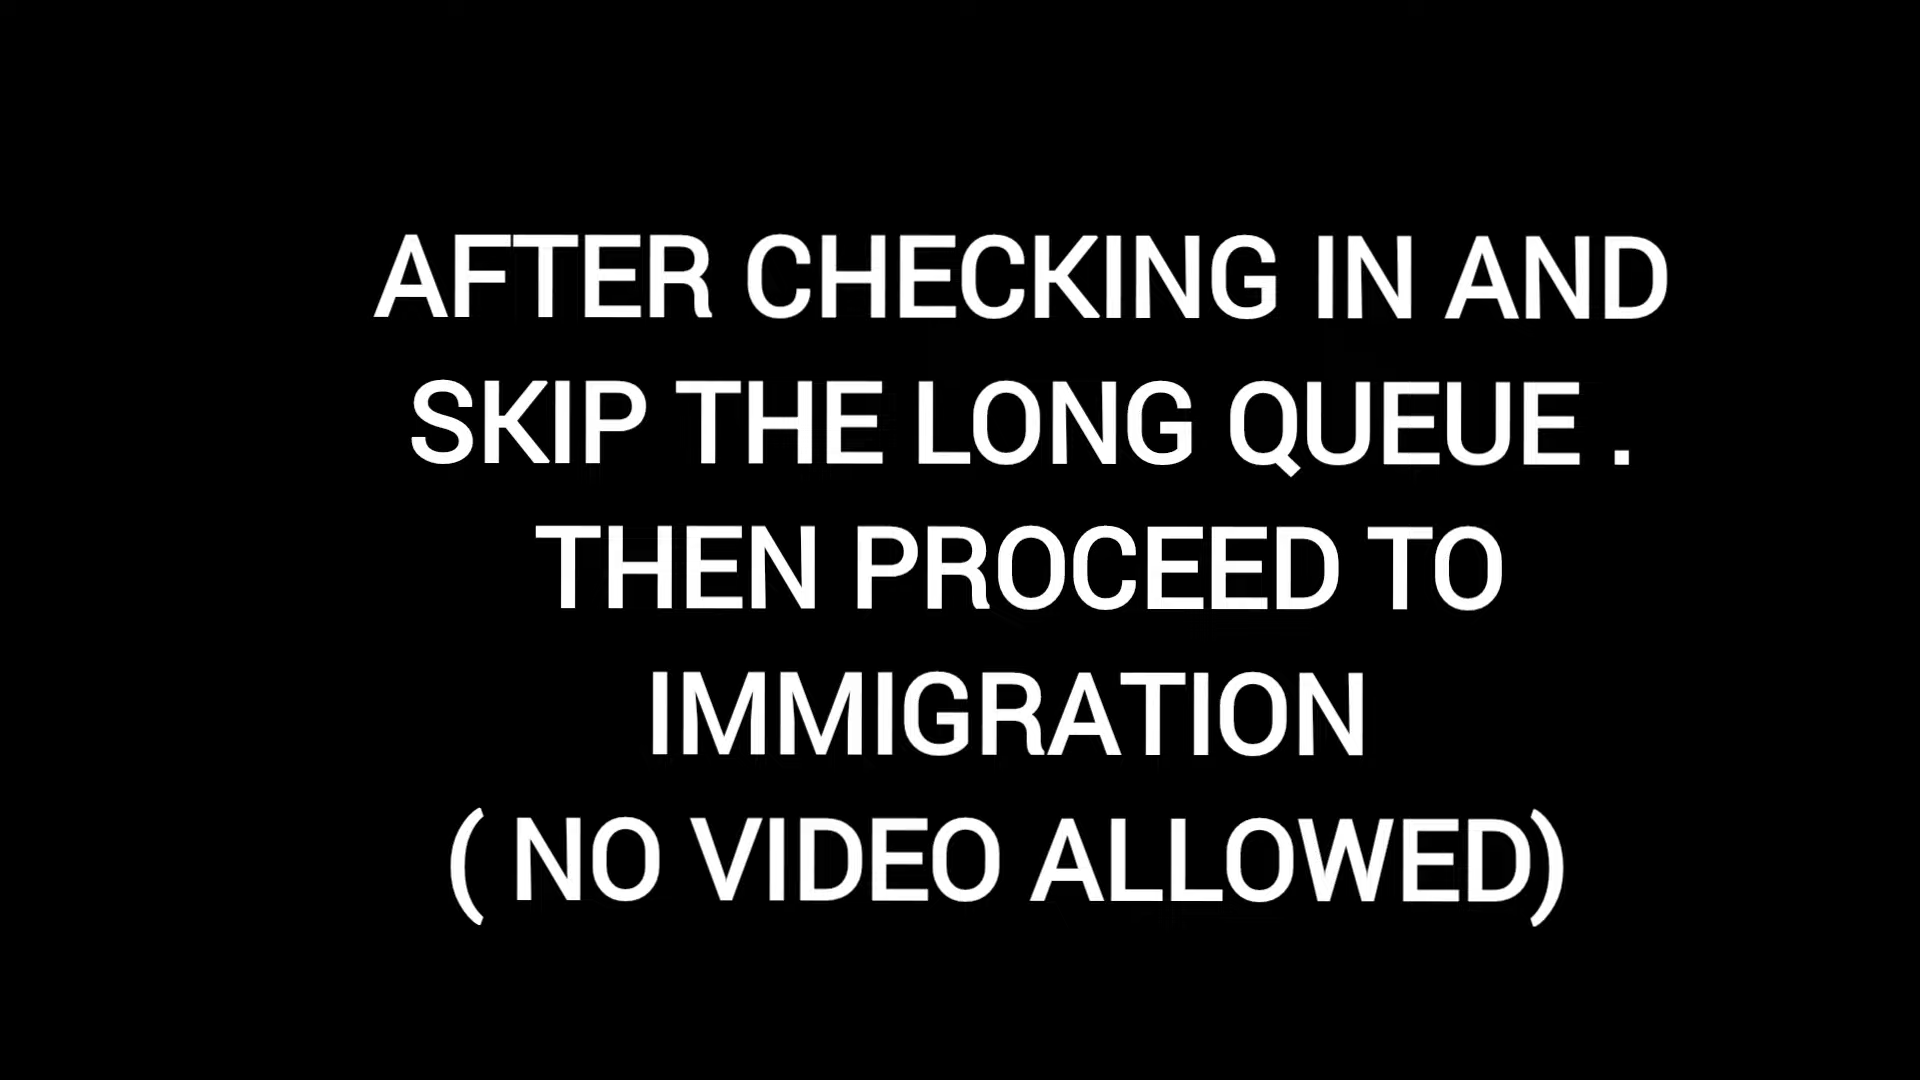 AFTER CHECKING IN AND
SKIP THE LONG QUEUE .
THEN PROCEED TO
IMMIGRATION
( NO VIDEO ALLOWED)